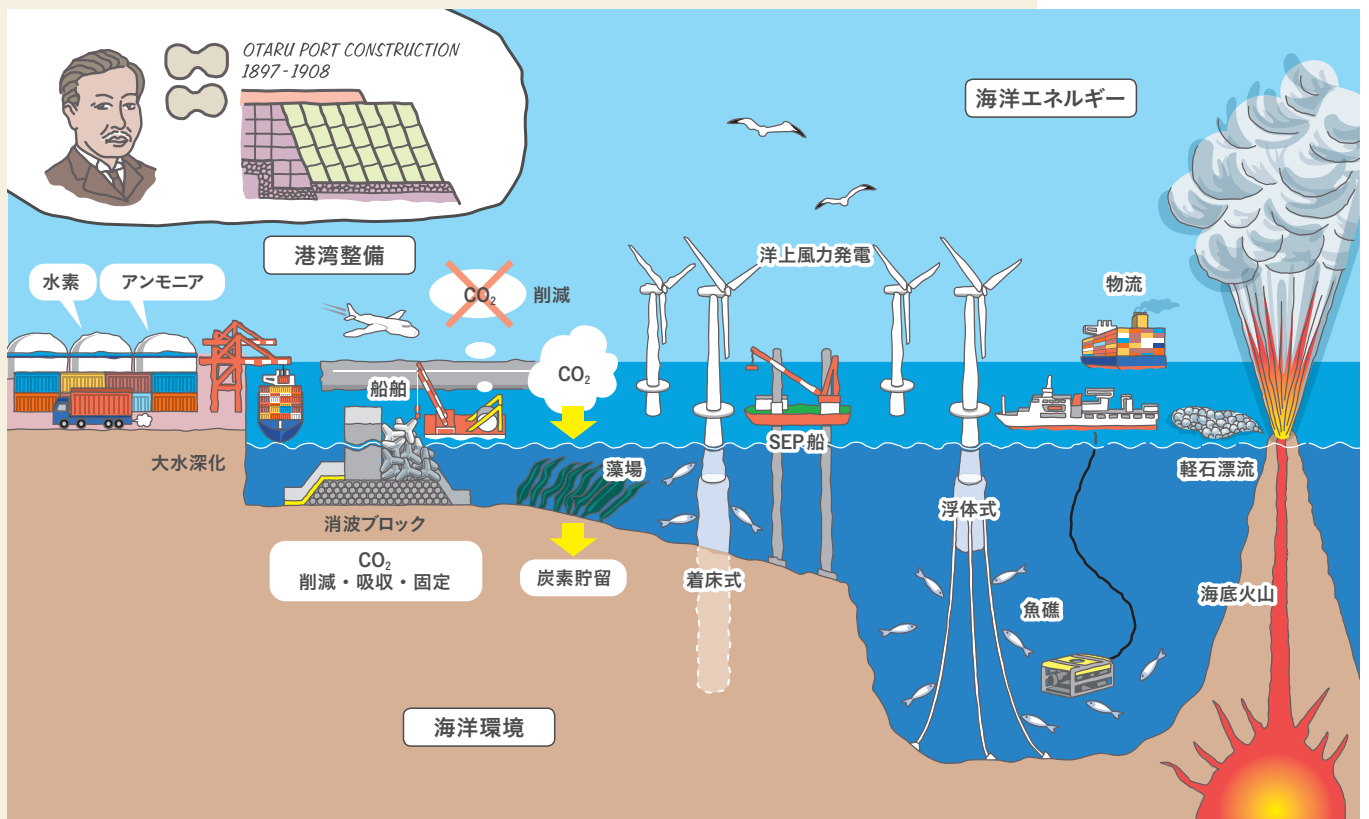 OTARU PORT CONSTRUCTION
1897-1908
海洋エネルギー
港湾整備
水素
アンモニア
CO₂
削減
洋上風力発電
物流
船舶
CO₂
SEP船
大水深化
藻場
軽石漂流
消波ブロック
浮体式
CO₂
削減・吸収・固定
炭素貯留
着床式
魚礁
海底火山
海洋環境